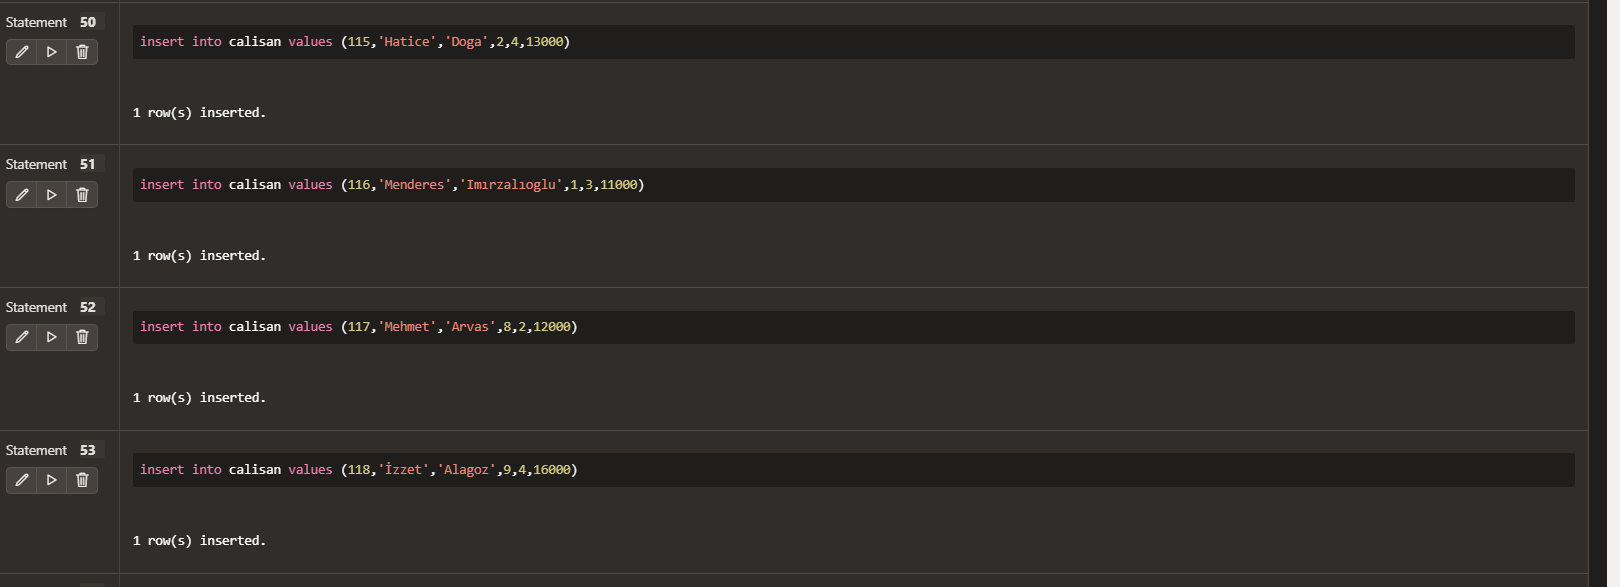 Statement 50
insert into calisan values (115,'Hatice','Doga',2,4,13000)
1 row(s) inserted.
Statement 51
insert into calisan values (116,'Menderes','Imırzalıoglu',1,3,11000)
1 row(s) inserted.
Statement 52
insert into calisan values (117,'Mehmet','Arvas',8,2,12000)
1 row(s) inserted.
Statement 53
insert into calisan values (118,'İzzet','Alagoz',9,4,16000)
1 row(s) inserted.